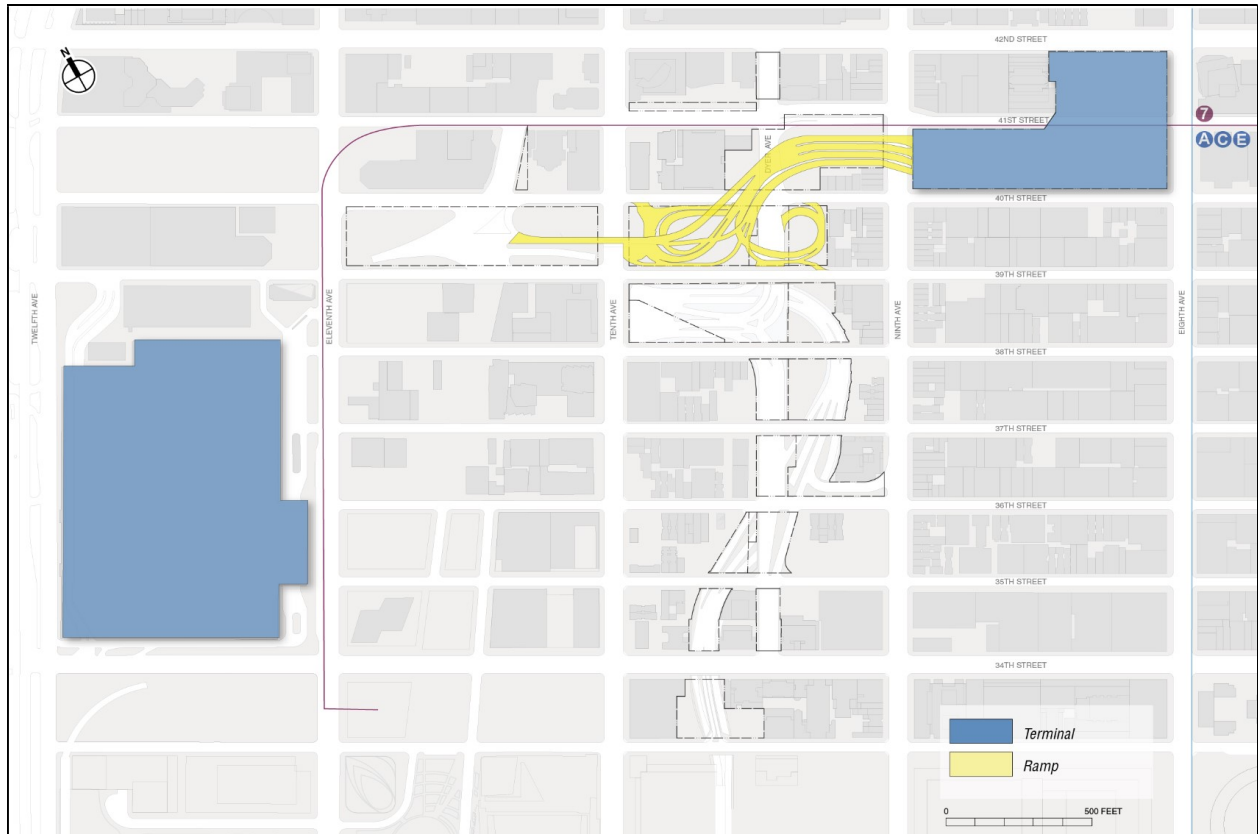 42ND STREET
N
7
41ST STREET
A C E
DYER AVE
40TH STREET
39TH STREET
TWELFTH AVE
ELEVENTH AVE
TENTH AVE
NINTH AVE
EIGHTH AVE
38TH STREET
37TH STREET
36TH STREET
35TH STREET
34TH STREET
Terminal
Ramp
0 500 FEET